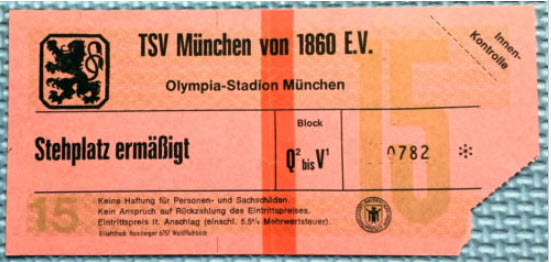 TSV München von 1860 E.V.
Innen-
Kontrolle
Olympia-Stadion München
15
Stehplatz ermäßigt
Block
Q² bis V¹
0782 *
15
Keine Haftung für Personen- und Sachschäden.
Kein Anspruch auf Rückzahlung des Eintrittspreises.
Eintrittspreis lt. Anschlag (einschl. 5.5% Mehrwertsteuer).